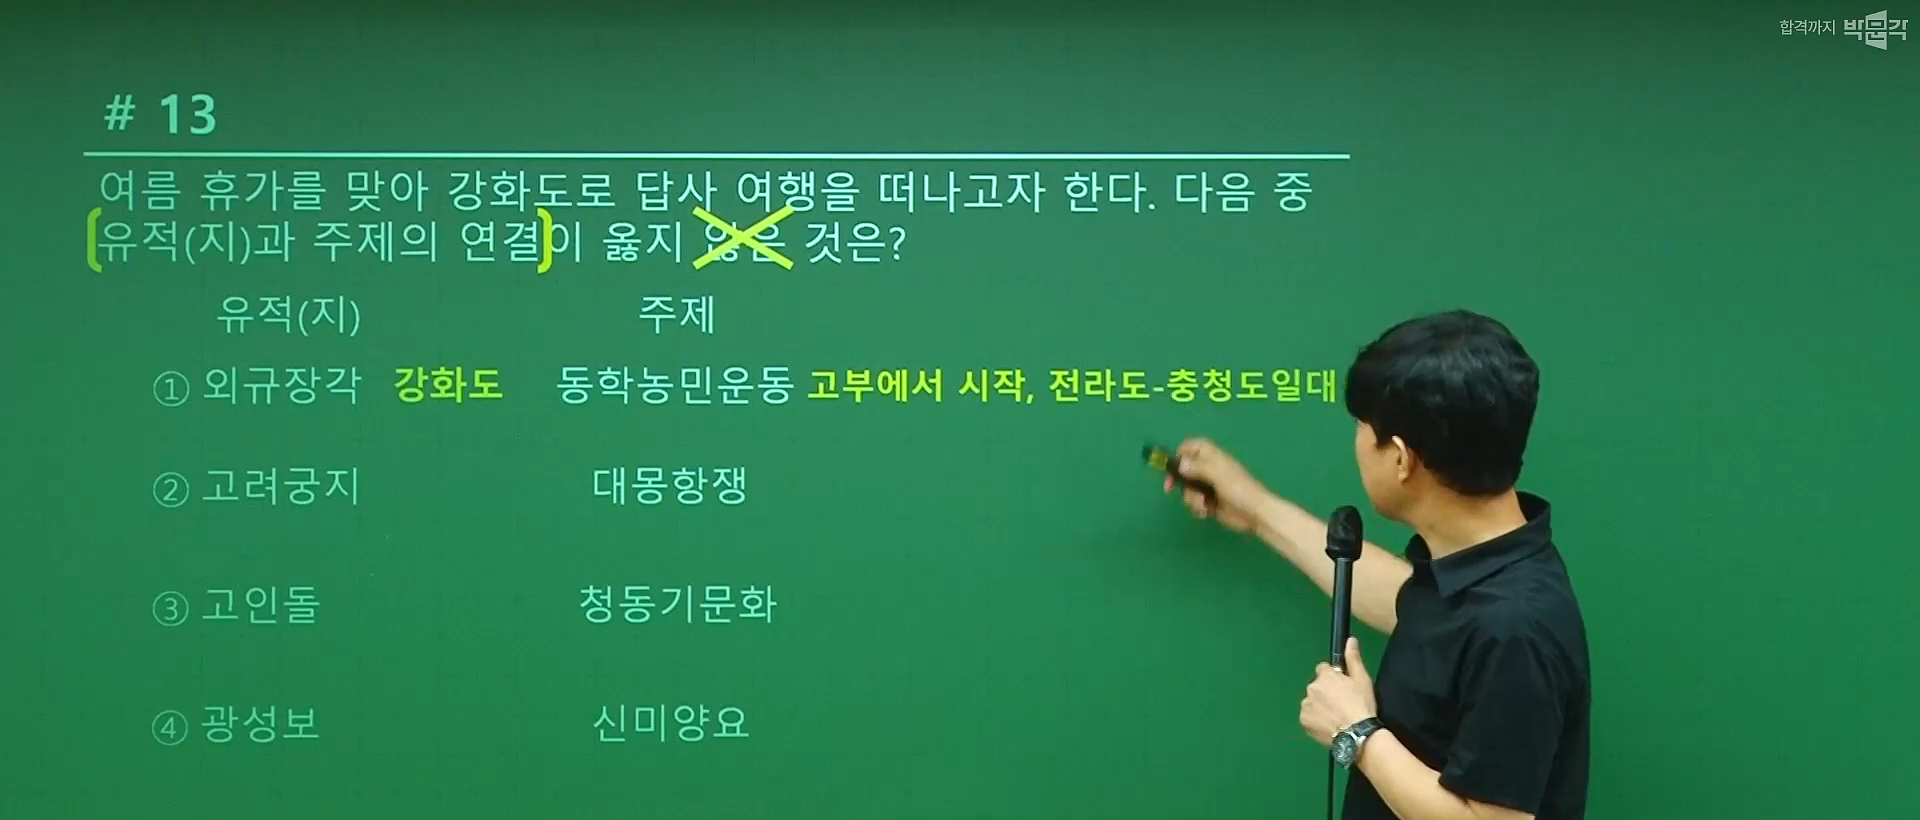 합격까지 박문각
# 13
여름 휴가를 맞아 강화도로 답사 여행을 떠나고자 한다. 다음 중
[유적(지)과 주제의 연결]이 옳지 않은 것은?
유적(지) 주제
① 외규장각 강화도 동학농민운동 고부에서 시작, 전라도-충청도일대
② 고려궁지 대몽항쟁
③ 고인돌 청동기문화
④ 광성보 신미양요